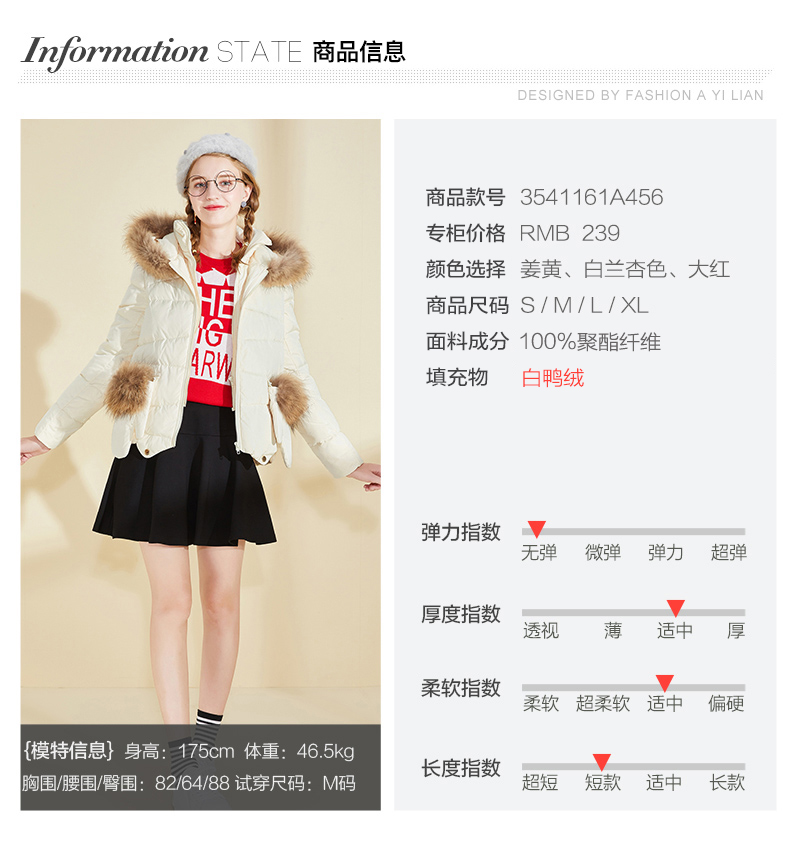 Information STATE 商品信息
DESIGNED BY FASHION A YI LIAN
商品款号 3541161A456
专柜价格 RMB 239
颜色选择 姜黄、白兰杏色、大红
商品尺码 S / M / L / XL
面料成分 100%聚酯纤维
填充物 白鸭绒
弹力指数
无弹 微弹 弹力 超弹
厚度指数
透视 薄 适中 厚
柔软指数
柔软 超柔软 适中 偏硬
长度指数
超短 短款 适中 长款
{模特信息} 身高：175cm 体重：46.5kg
胸围/腰围/臀围：82/64/88 试穿尺码：M码